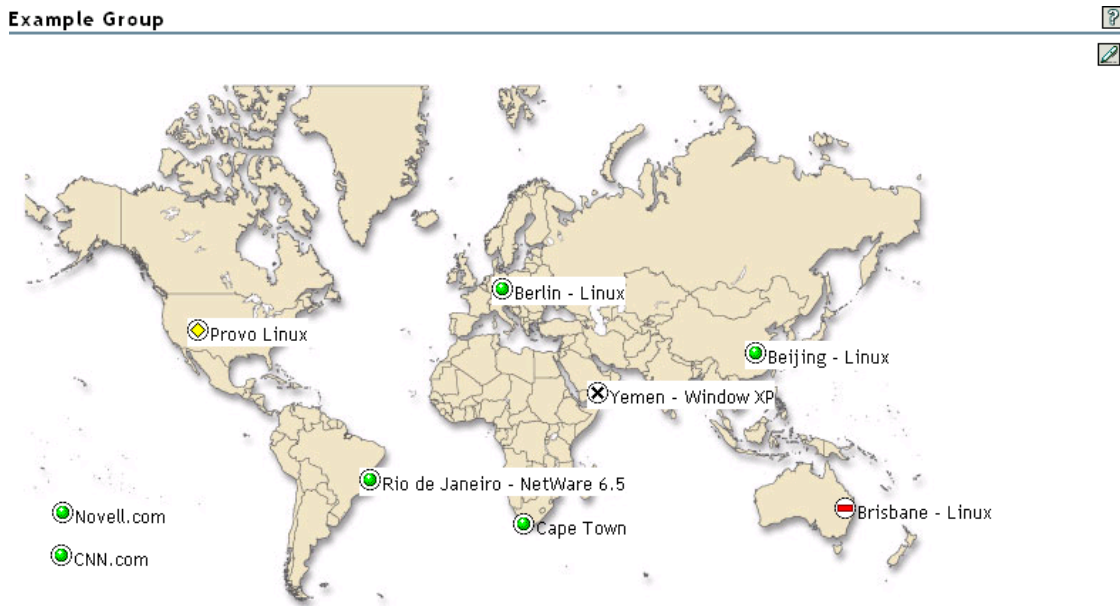 Example Group
?
Berlin - Linux
Provo Linux
Beijing - Linux
Yemen - Window XP
Rio de Janeiro - NetWare 6.5
Novell.com
Brisbane - Linux
Cape Town
CNN.com